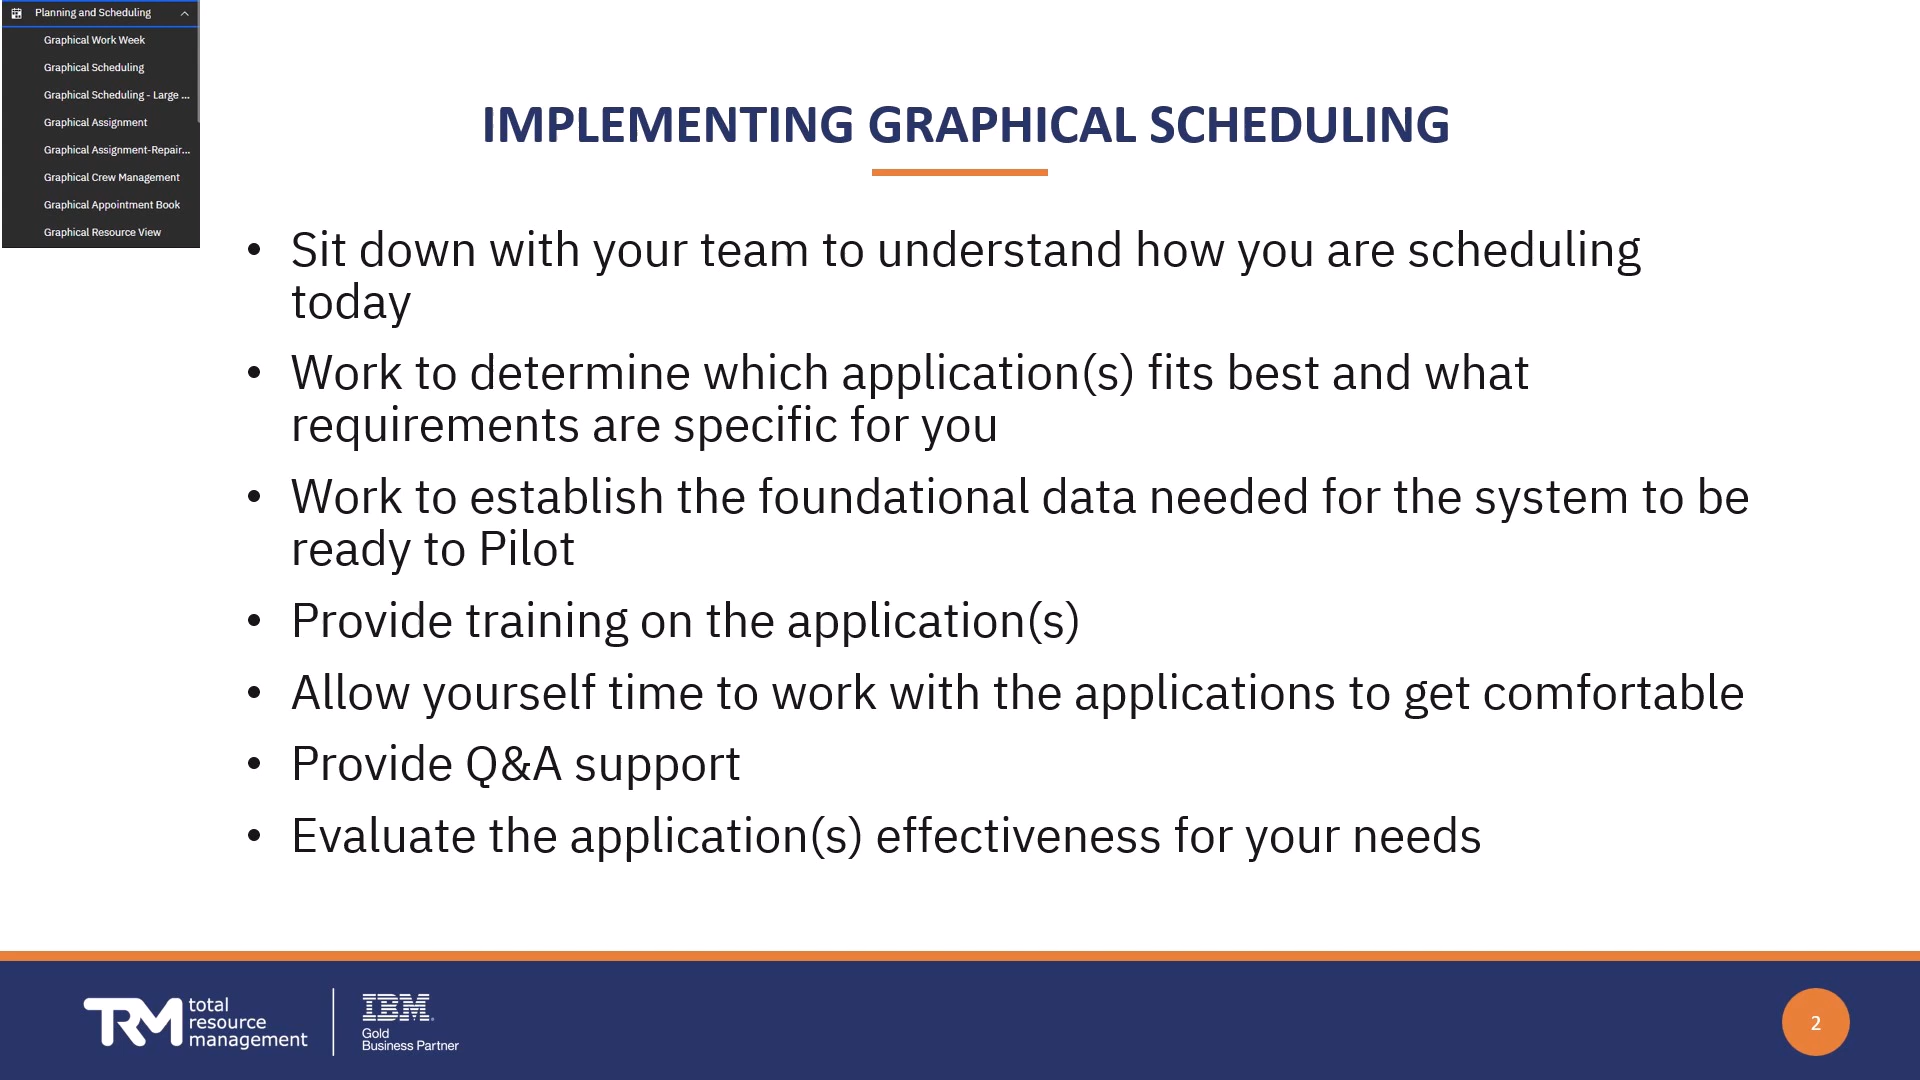 Planning and Scheduling
Graphical Work Week
Graphical Scheduling
Graphical Scheduling - Large ...
Graphical Assignment
Graphical Assignment-Repair...
Graphical Crew Management
Graphical Appointment Book
Graphical Resource View
IMPLEMENTING GRAPHICAL SCHEDULING
• Sit down with your team to understand how you are scheduling
today
• Work to determine which application(s) fits best and what
requirements are specific for you
• Work to establish the foundational data needed for the system to be
ready to Pilot
• Provide training on the application(s)
• Allow yourself time to work with the applications to get comfortable
• Provide Q&A support
• Evaluate the application(s) effectiveness for your needs
TRM
total
resource
management
IBM
Gold
Business Partner
2